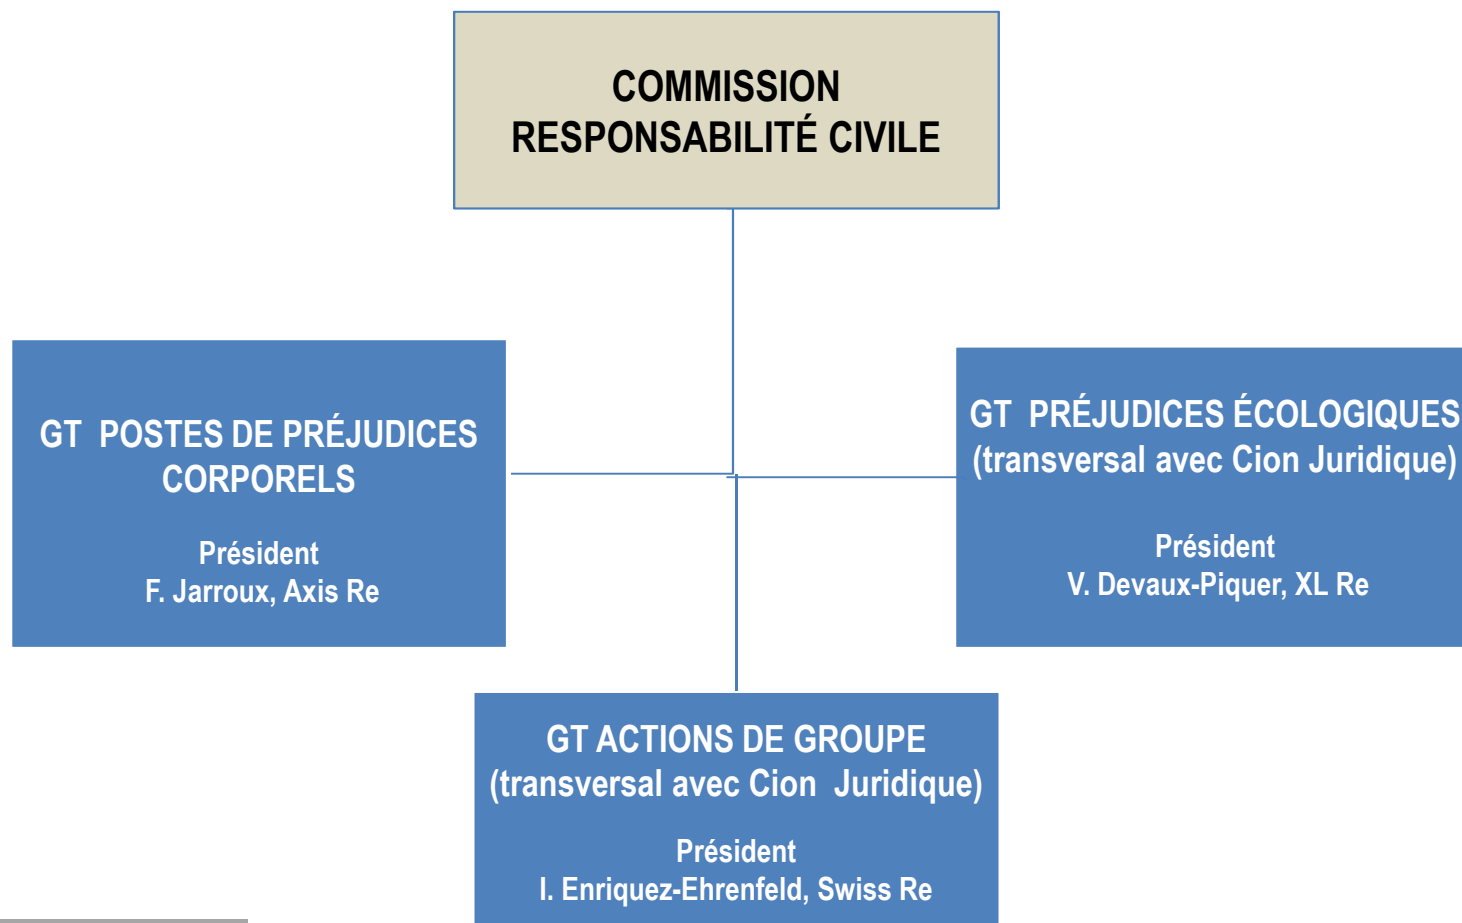 COMMISSION
RESPONSABILITÉ CIVILE
GT POSTES DE PRÉJUDICES
CORPORELS
Président
F. Jarroux, Axis Re
GT PRÉJUDICES ÉCOLOGIQUES
(transversal avec Cion Juridique)
Président
V. Devaux-Piquer, XL Re
GT ACTIONS DE GROUPE
(transversal avec Cion Juridique)
Président
I. Enriquez-Ehrenfeld, Swiss Re